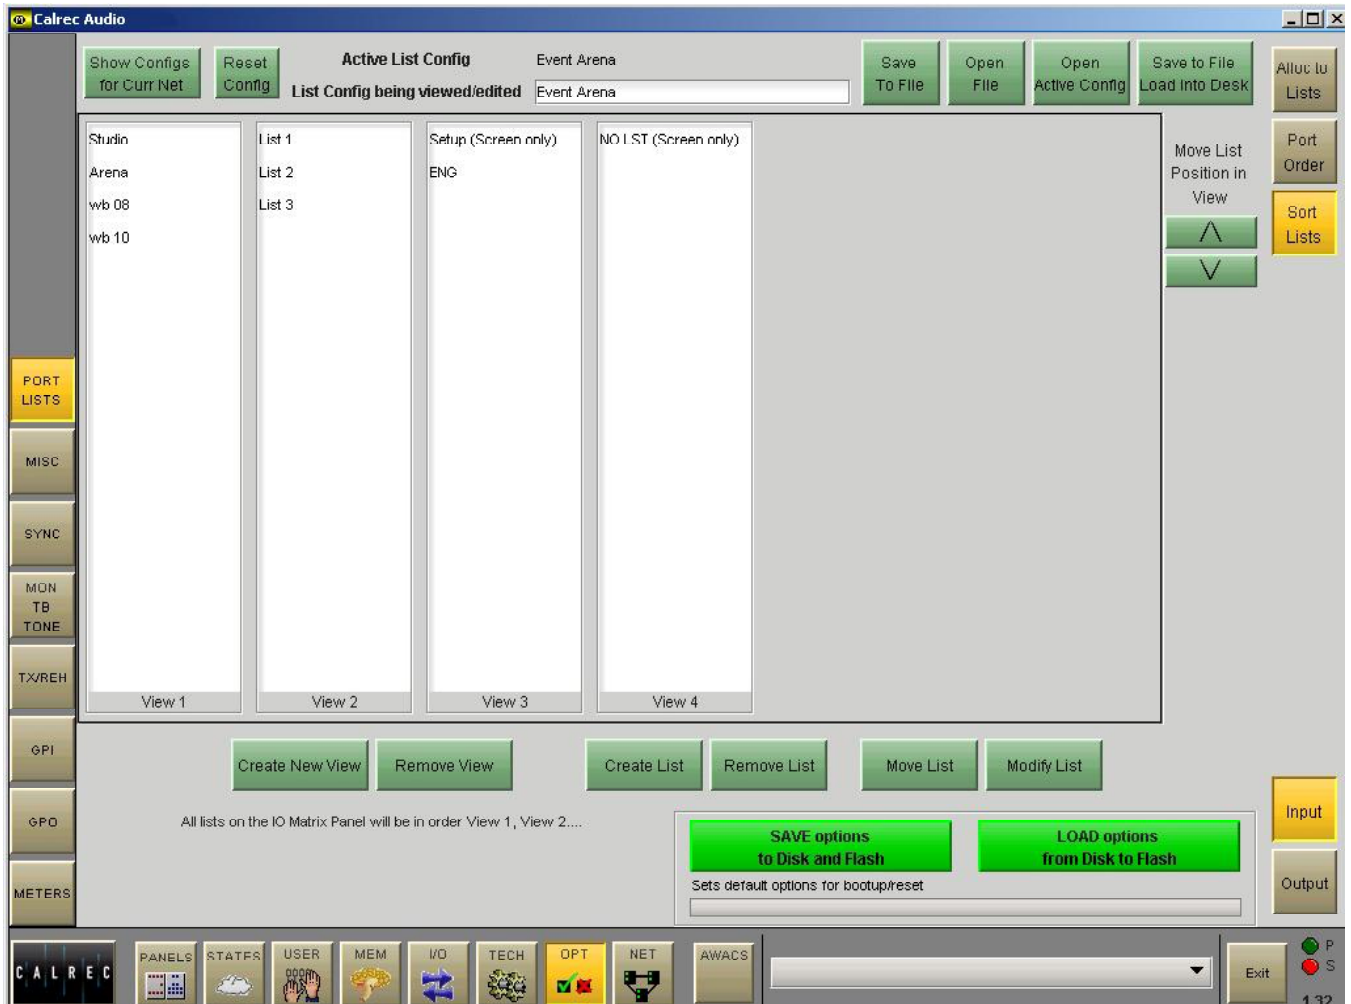 Calrec Audio
Show Configs
for Curr Net
Reset
Config
Active List Config
Event Arena
List Config being viewed/edited
Event Arena
Save
To File
Open
File
Open
Active Config
Save to File
Load Into Desk
Alloc to
Lists
Port
Order
Sort
Lists
Studio
Arena
wb 08
wb 10
View 1
List 1
List 2
List 3
View 2
Setup (Screen only)
ENG
View 3
NO LST (Screen only)
View 4
Move List
Position in
View
PORT
LISTS
MISC
SYNC
MON
TB
TONE
TX/REH
GPI
GPO
METERS
Create New View
Remove View
Create List
Remove List
Move List
Modify List
All lists on the IO Matrix Panel will be in order View 1, View 2....
SAVE options
to Disk and Flash
LOAD options
from Disk to Flash
Sets default options for bootup/reset
Input
Output
CALREC
PANELS
STATES
USER
MEM
I/O
TECH
OPT
NET
AWACS
Exit
P
S
1.32